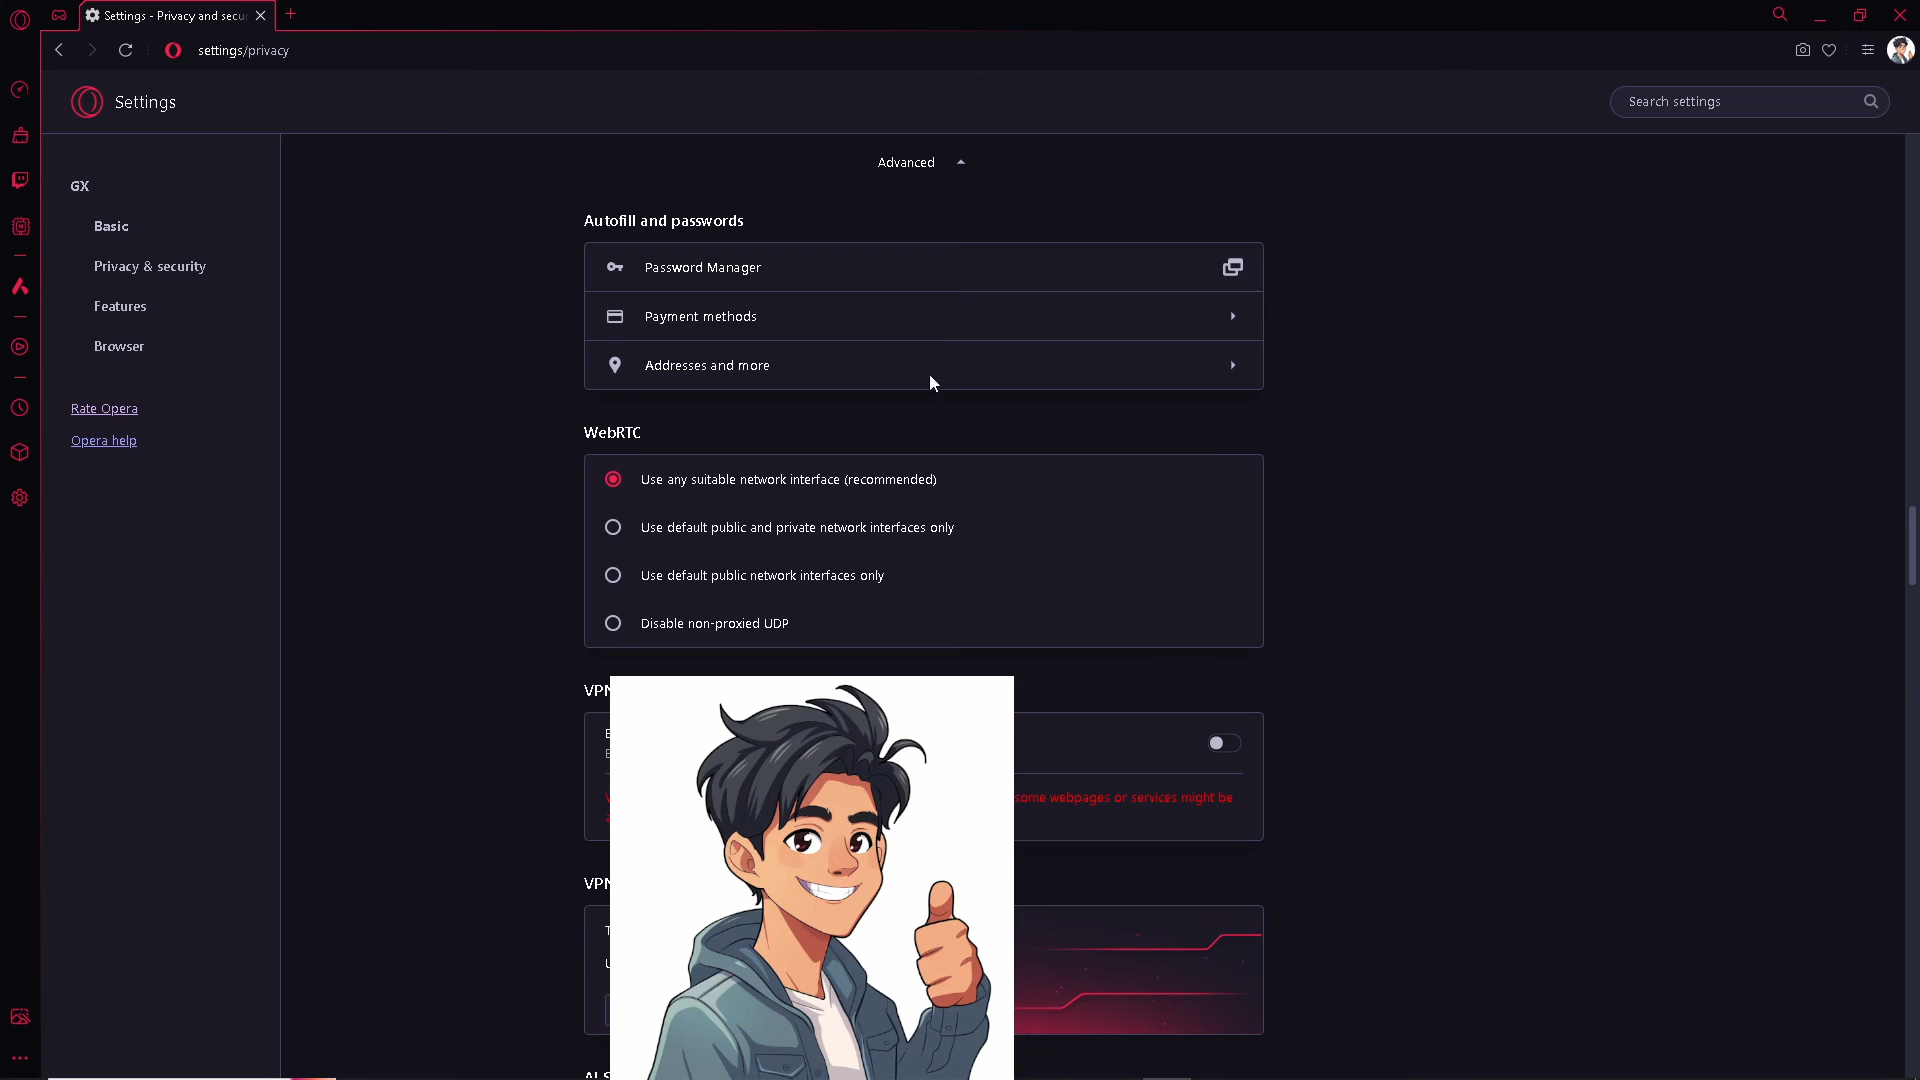 Settings - Privacy and secu
settings/privacy
Settings
Search settings
GX
Basic
Privacy & security
Features
Browser
Rate Opera
Opera help
Advanced
Autofill and passwords
Password Manager
Payment methods
Addresses and more
WebRTC
Use any suitable network interface (recommended)
Use default public and private network interfaces only
Use default public network interfaces only
Disable non-proxied UDP
VPN
some webpages or services might be
VPN